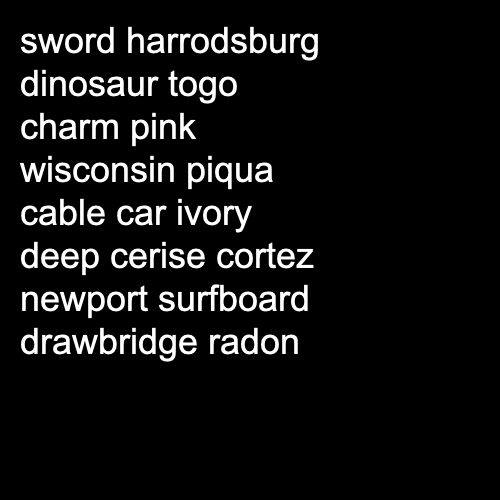 sword harrodsburg
dinosaur togo
charm pink
wisconsin piqua
cable car ivory
deep cerise cortez
newport surfboard
drawbridge radon